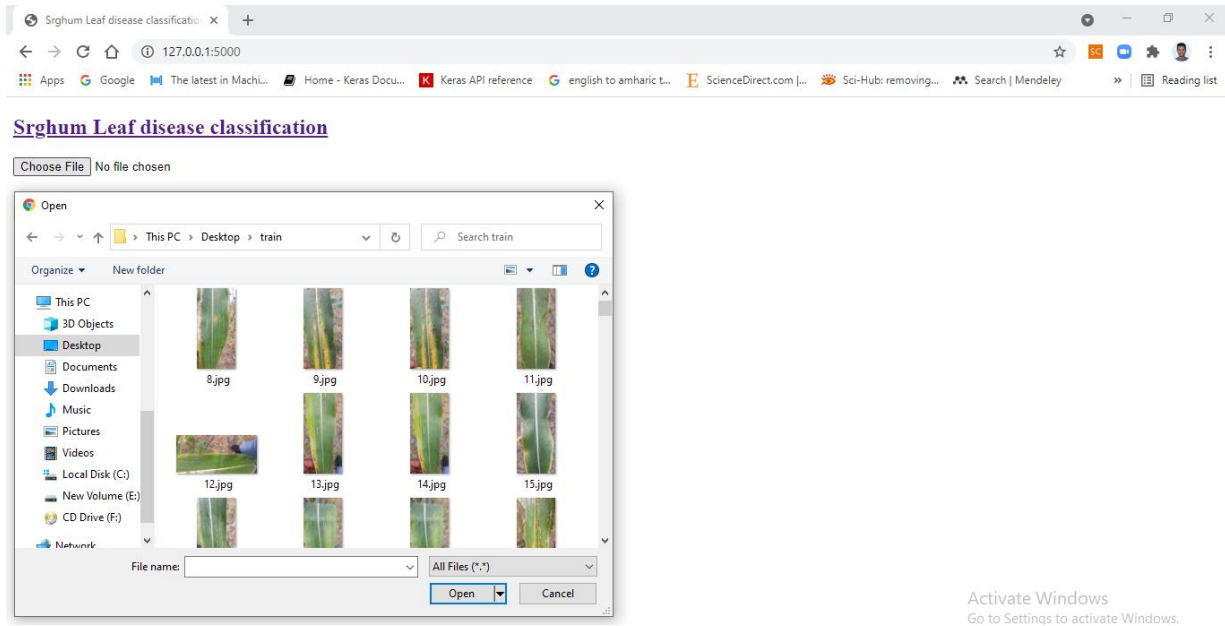 Srghum Leaf disease classificatio
127.0.0.1:5000
SC
Apps Google The latest in Machi... Home - Keras Docu... K Keras API reference english to amharic t... E ScienceDirect.com |... Sci-Hub: removing... Search | Mendeley » Reading list
Srghum Leaf disease classification
Choose File No file chosen
Open
This PC > Desktop > train Search train
Organize New folder
This PC
3D Objects
Desktop
Documents
Downloads
Music
Pictures
Videos
Local Disk (C:)
New Volume (E:)
CD Drive (F:)
Network
8.jpg 9.jpg 10.jpg 11.jpg
12.jpg 13.jpg 14.jpg 15.jpg
File name: All Files (*.*)
Open Cancel
Activate Windows
Go to Settings to activate Windows.